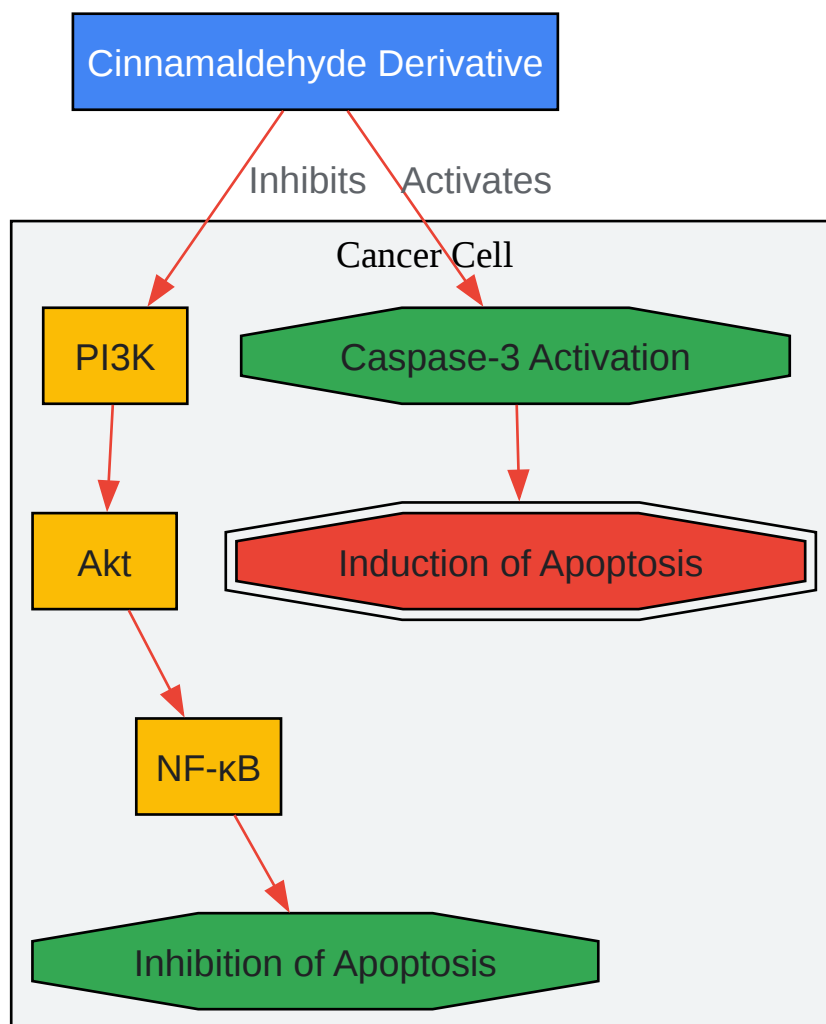 Cinnamaldehyde Derivative
Inhibits
Activates
Cancer Cell
PI3K
Caspase-3 Activation
Akt
Induction of Apoptosis
NF-κB
Inhibition of Apoptosis